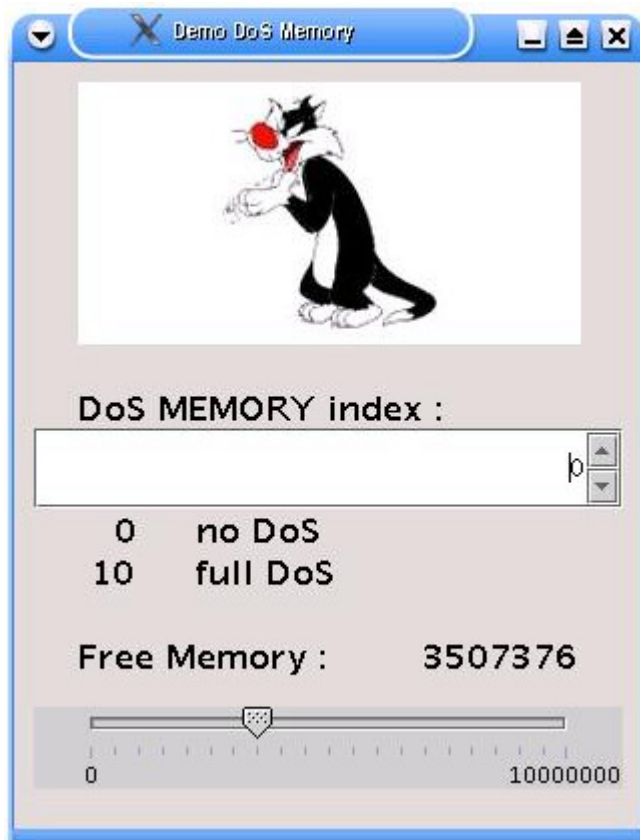 Demo DoS Memory
DoS MEMORY index :
0
0 no DoS
10 full DoS
Free Memory : 3507376
0 10000000